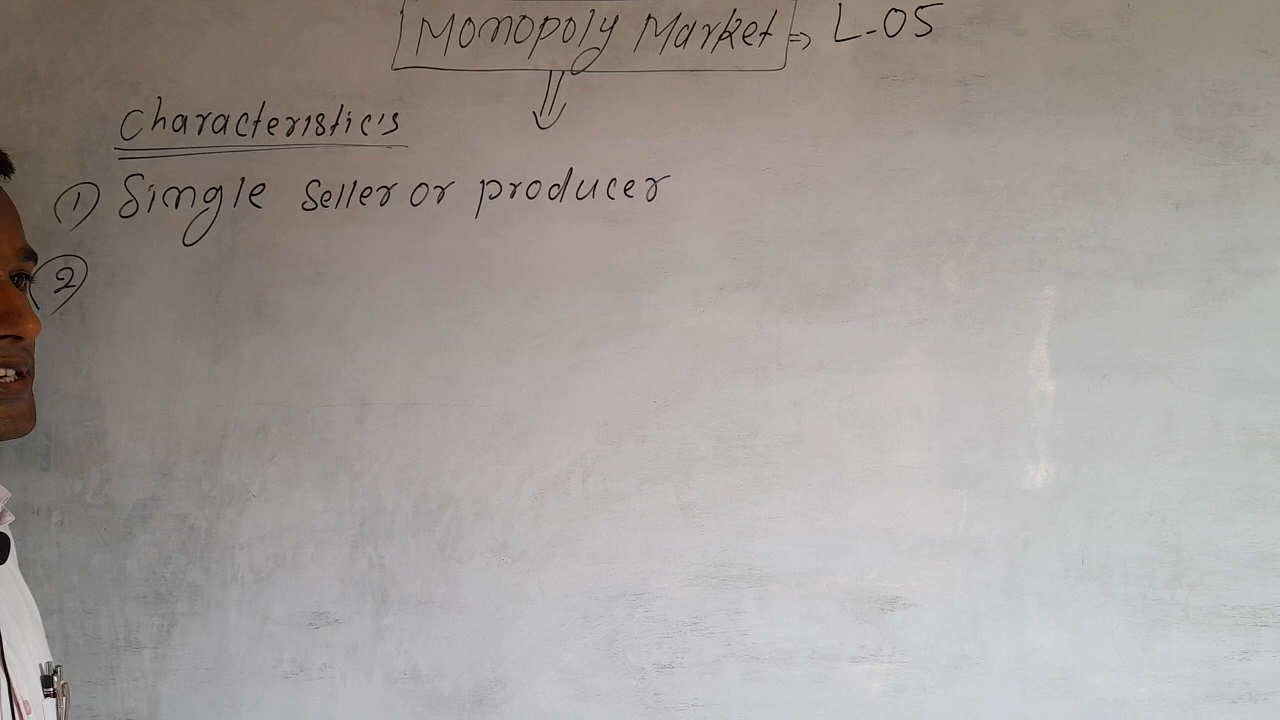 Monopoly Market ⇒ L-05
Characteristic's
① Single Seller or producer
②